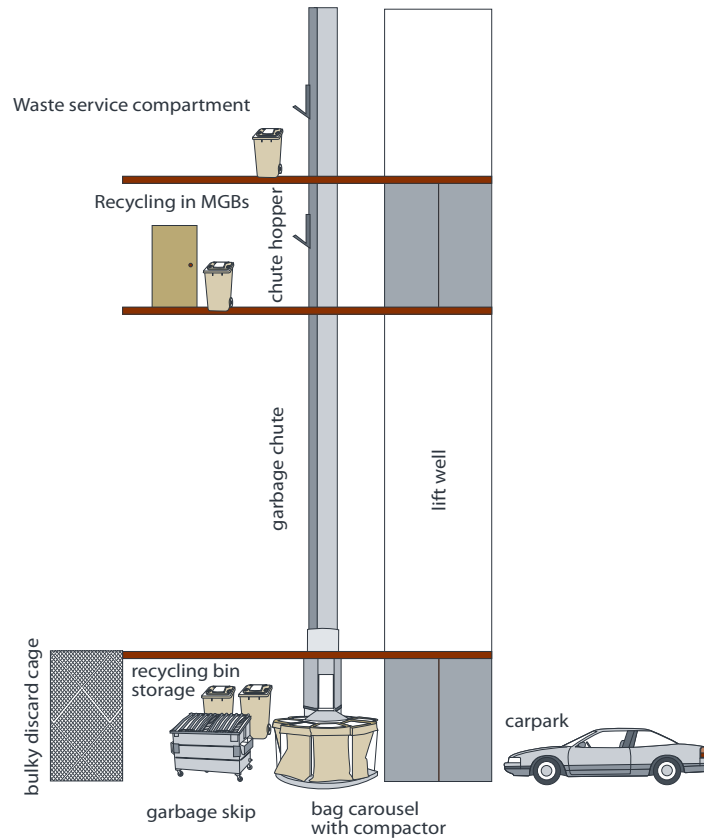 Waste service compartment
Recycling in MGBs
chute hopper
garbage chute
lift well
bulky discard cage
recycling bin
storage
carpark
garbage skip
bag carousel
with compactor